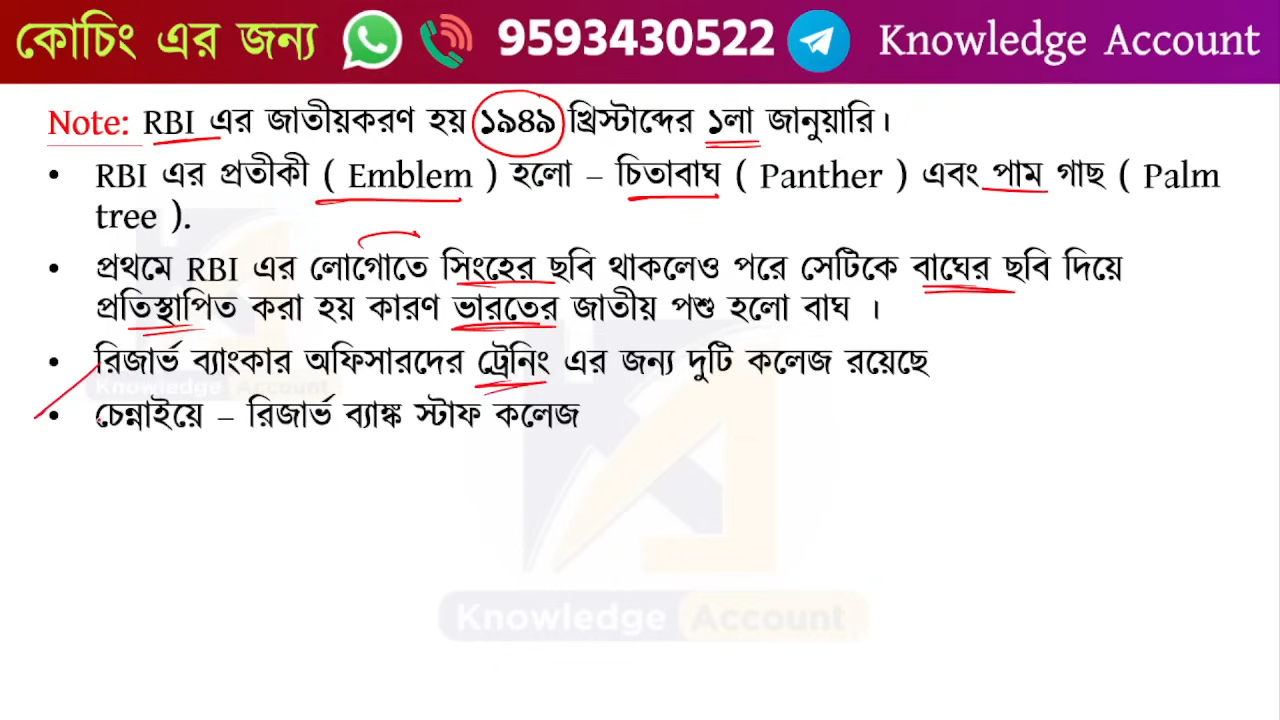 কোচিং এর জন্য 9593430522 Knowledge Account
Note: RBI এর জাতীয়করণ হয় ১৯৪৯ খ্রিস্টাব্দের ১লা জানুয়ারি।
• RBI এর প্রতীকী ( Emblem ) হলো – চিতাবাঘ ( Panther ) এবং পাম গাছ ( Palm
tree ).
• প্রথমে RBI এর লোগোতে সিংহের ছবি থাকলেও পরে সেটিকে বাঘের ছবি দিয়ে
প্রতিস্থাপিত করা হয় কারণ ভারতের জাতীয় পশু হলো বাঘ ।
• রিজার্ভ ব্যাংকার অফিসারদের ট্রেনিং এর জন্য দুটি কলেজ রয়েছে
• চেন্নাইয়ে – রিজার্ভ ব্যাঙ্ক স্টাফ কলেজ
Knowledge Account
Knowledge Account